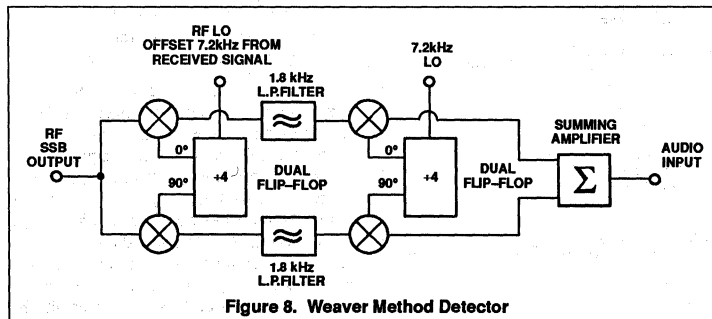 RF LO
OFFSET 7.2kHz FROM
RECEIVED SIGNAL
7.2kHz
LO
1.8 kHz
L.P.FILTER
SUMMING
AMPLIFIER
RF
SSB
OUTPUT
0°
90°
+4
DUAL
FLIP–FLOP
0°
90°
+4
DUAL
FLIP–FLOP
Σ
AUDIO
INPUT
1.8 kHz
L.P.FILTER
Figure 8. Weaver Method Detector